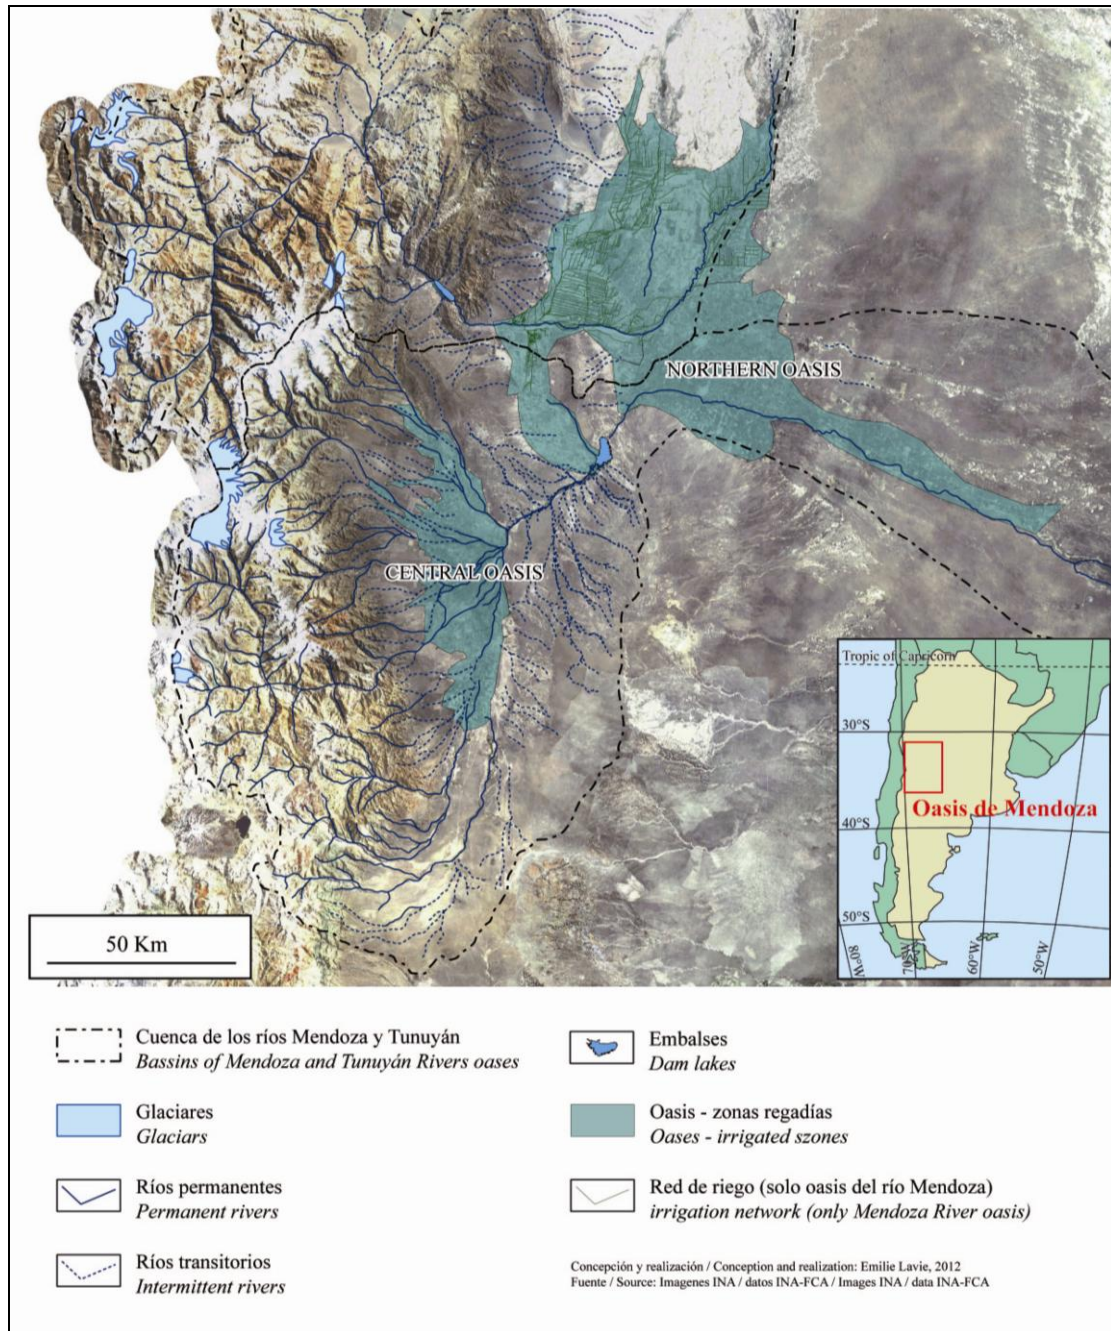 NORTHERN OASIS
CENTRAL OASIS
Tropic of Capricorn
30°S
Oasis de Mendoza
40°S
50°S
80°W
70°W
60°W
50°W
50 Km
Cuenca de los ríos Mendoza y Tunuyán
Bassins of Mendoza and Tunuyán Rivers oases
Glaciares
Glaciars
Ríos permanentes
Permanent rivers
Ríos transitorios
Intermittent rivers
Embalses
Dam lakes
Oasis - zonas regadías
Oases - irrigated szones
Red de riego (solo oasis del río Mendoza)
irrigation network (only Mendoza River oasis)
Concepción y realización / Conception and realization: Emilie Lavie, 2012
Fuente / Source: Imagenes INA / datos INA-FCA / Images INA / data INA-FCA